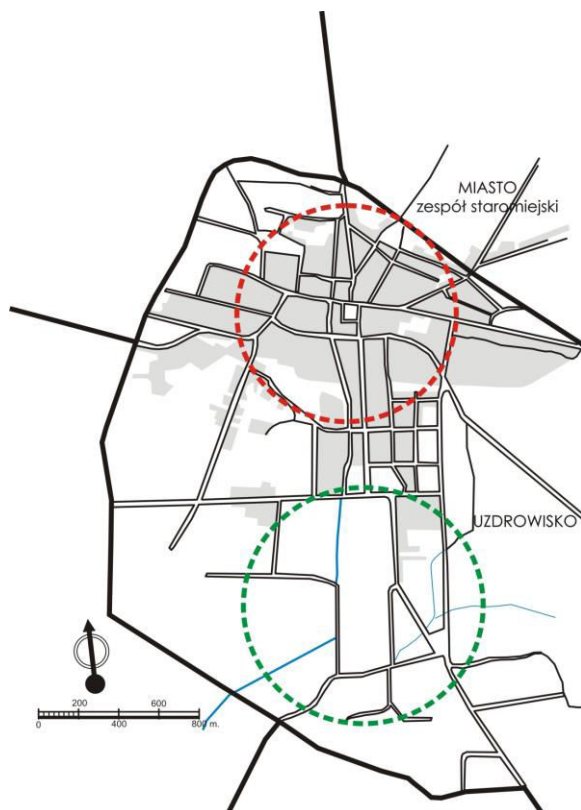 MIASTO
zespół staromiejski
UZDROWISKO
200 600
0 400 800 m.